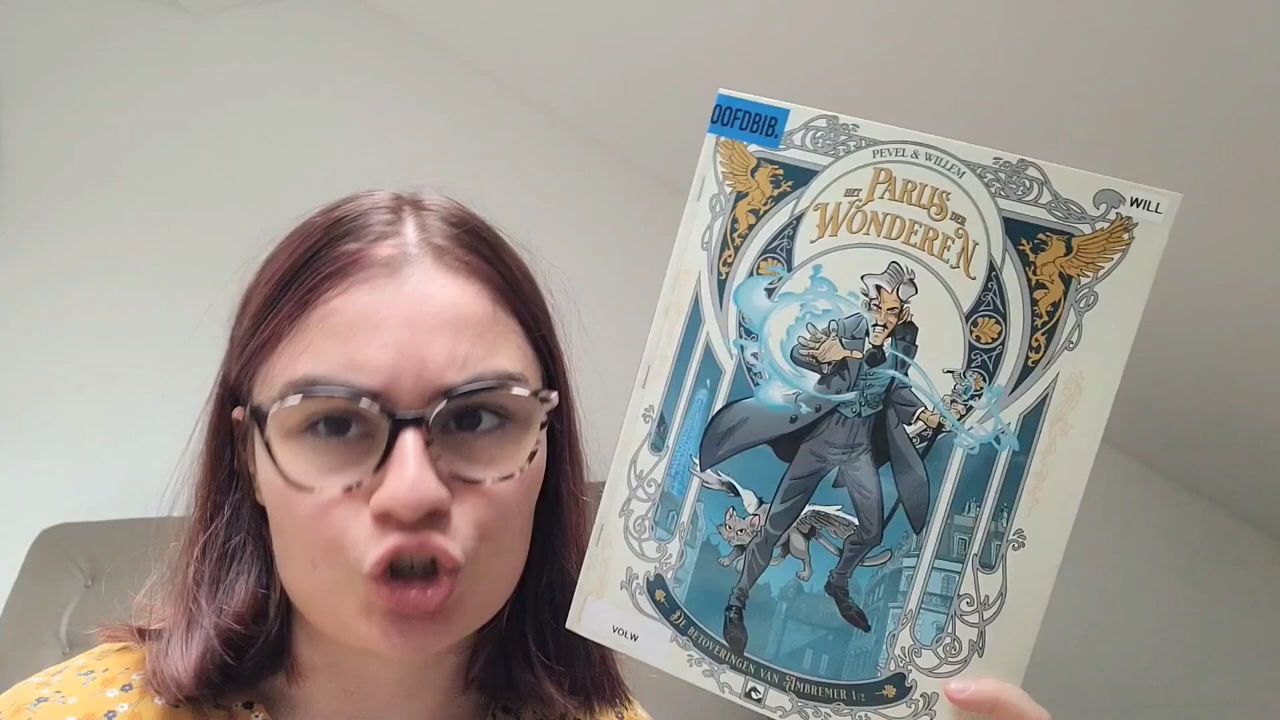 OOFDBIB.
WILL
PEVEL & WILLEM
HET PARIJS DER
WONDEREN
VOLW
DE BETOVERINGEN VAN AMBREMER 1/2